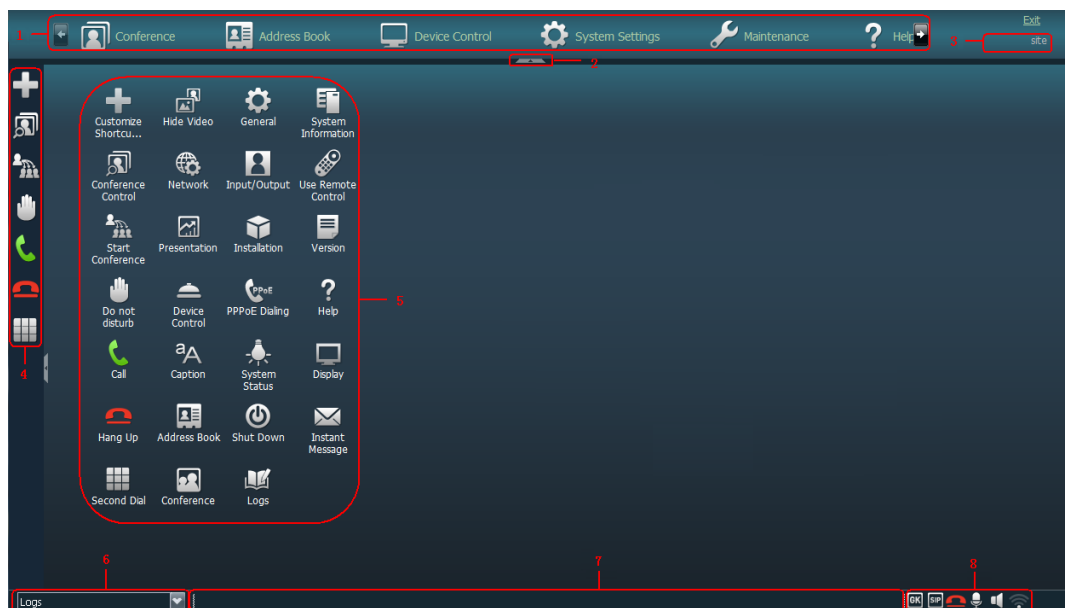 Exit
1
Conference
Address Book
Device Control
System Settings
Maintenance
? Help
3
site
2
Customize Shortcu...
Hide Video
General
System Information
Conference Control
Network
Input/Output
Use Remote Control
Start Conference
Presentation
Installation
Version
Do not disturb
Device Control
PPPoE Dialing
PPoE
? Help
5
4
Call
aA
Caption
System Status
Display
Hang Up
Address Book
Shut Down
Instant Message
Second Dial
Conference
Logs
6
7
8
Logs
GK
SIP